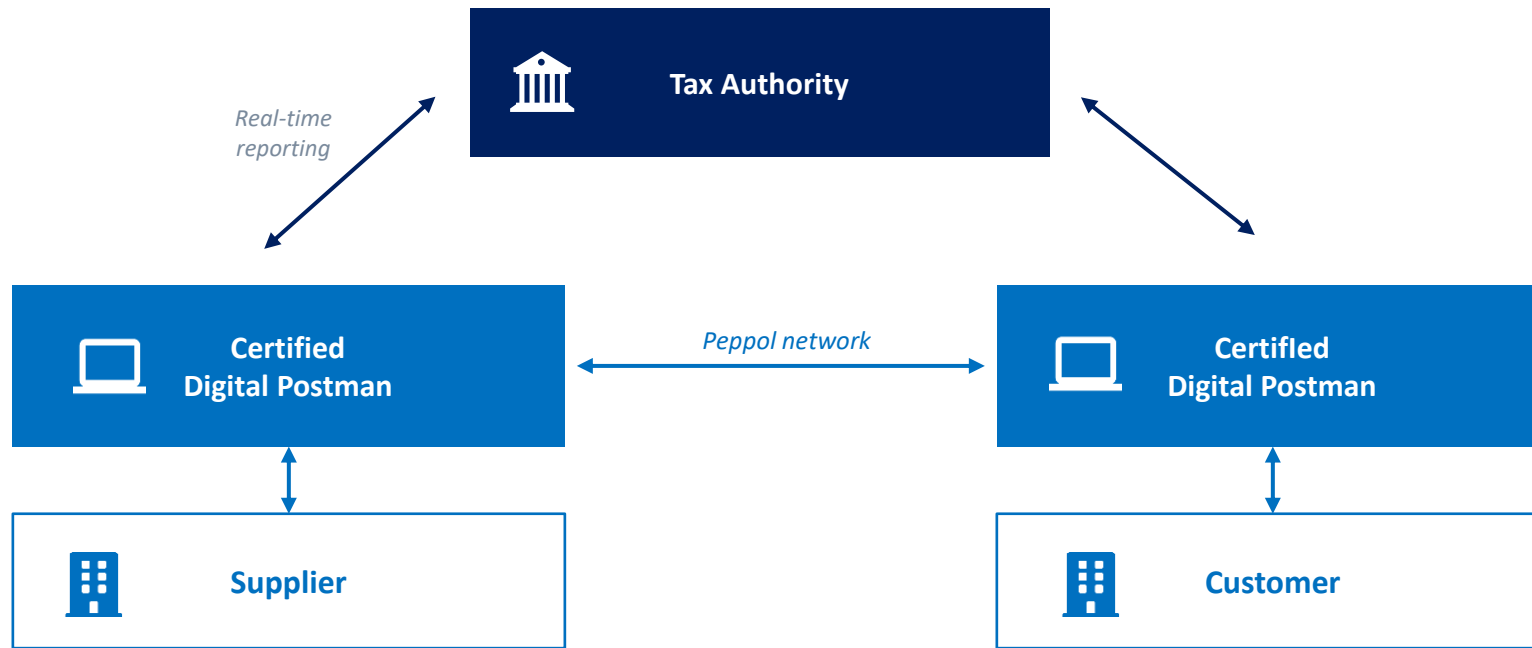 Tax Authority
Real-time
reporting
Certified
Digital Postman
Peppol network
CertifIed
Digital Postman
Supplier
Customer